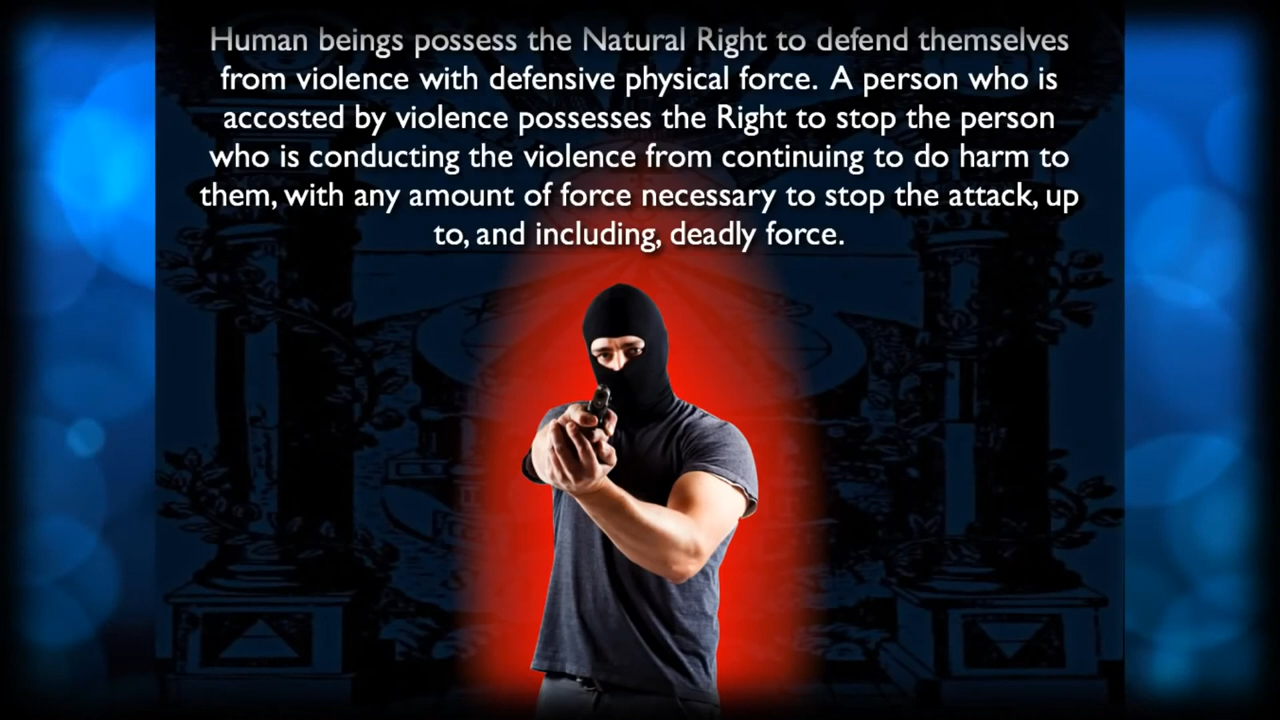 Human beings possess the Natural Right to defend themselves
from violence with defensive physical force. A person who is
accosted by violence possesses the Right to stop the person
who is conducting the violence from continuing to do harm to
them, with any amount of force necessary to stop the attack, up
to, and including, deadly force.